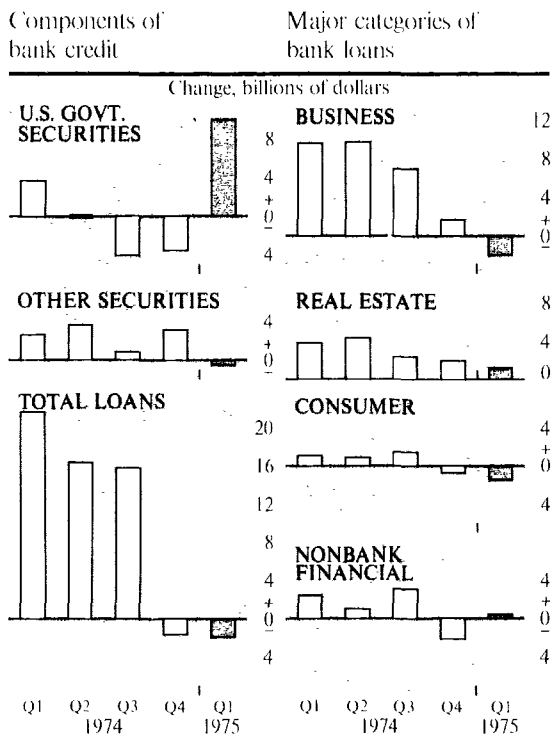 Components of
bank credit
Major categories of
bank loans
Change, billions of dollars
U.S. GOVT.
SECURITIES
8
4
+
0
−
4
OTHER SECURITIES
4
+
0
−
TOTAL LOANS
20
16
12
8
4
+
0
−
4
Q1 Q2 Q3 Q4 Q1
1974 1975
BUSINESS
12
8
4
+
0
−
4
REAL ESTATE
8
4
0
CONSUMER
4
+
0
4
NONBANK
FINANCIAL
4
+
0
−
4
Q1 Q2 Q3 Q4 Q1
1974 1975